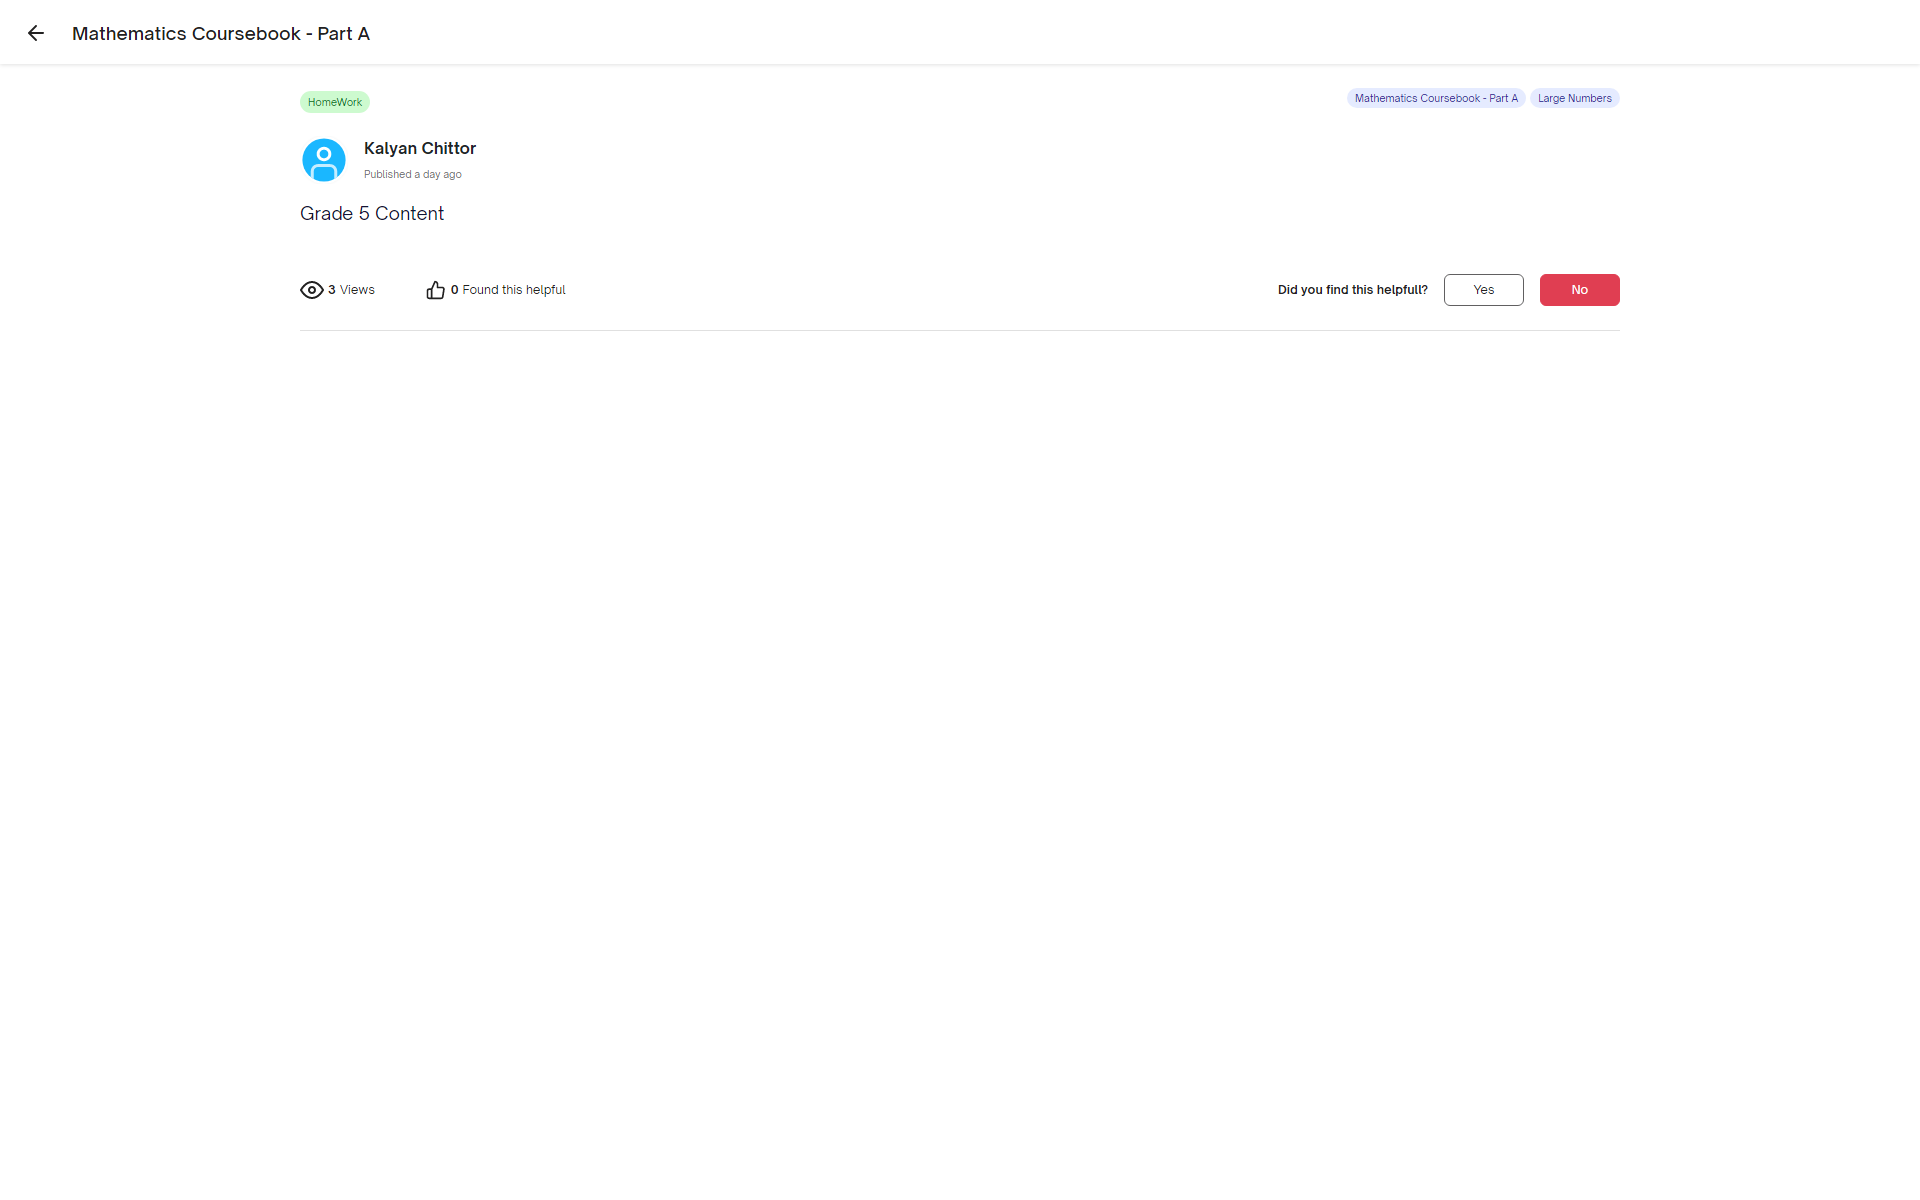 Mathematics Coursebook - Part A
HomeWork
Mathematics Coursebook - Part A
Large Numbers
Kalyan Chittor
Published a day ago
Grade 5 Content
3 Views
0 Found this helpful
Did you find this helpfull?
Yes
No